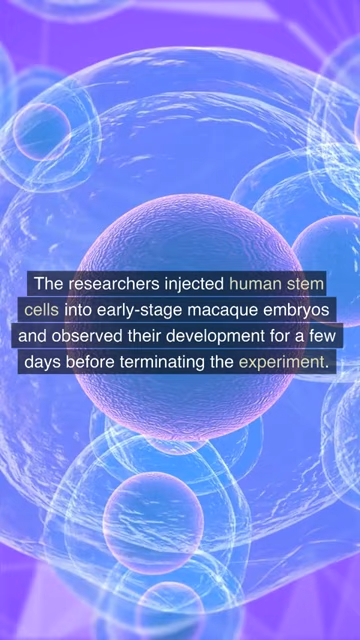 The researchers injected human stem
cells into early-stage macaque embryos
and observed their development for a few
days before terminating the experiment.